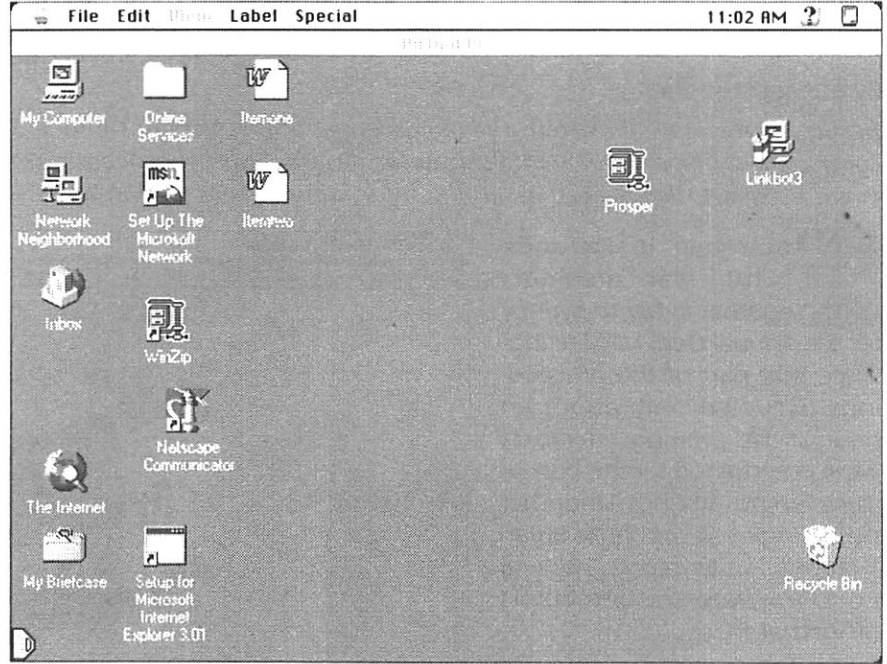 File Edit View Label Special 11:02 AM
My Computer
Online
Services
Itemone
Prosper
Linkbot3
Network
Neighborhood
Set Up The
Microsoft
Network
Itemtwo
Inbox
WinZip
Netscape
Communicator
The Internet
My Briefcase
Setup for
Microsoft
Internet
Explorer 3.01
Recycle Bin
msn.